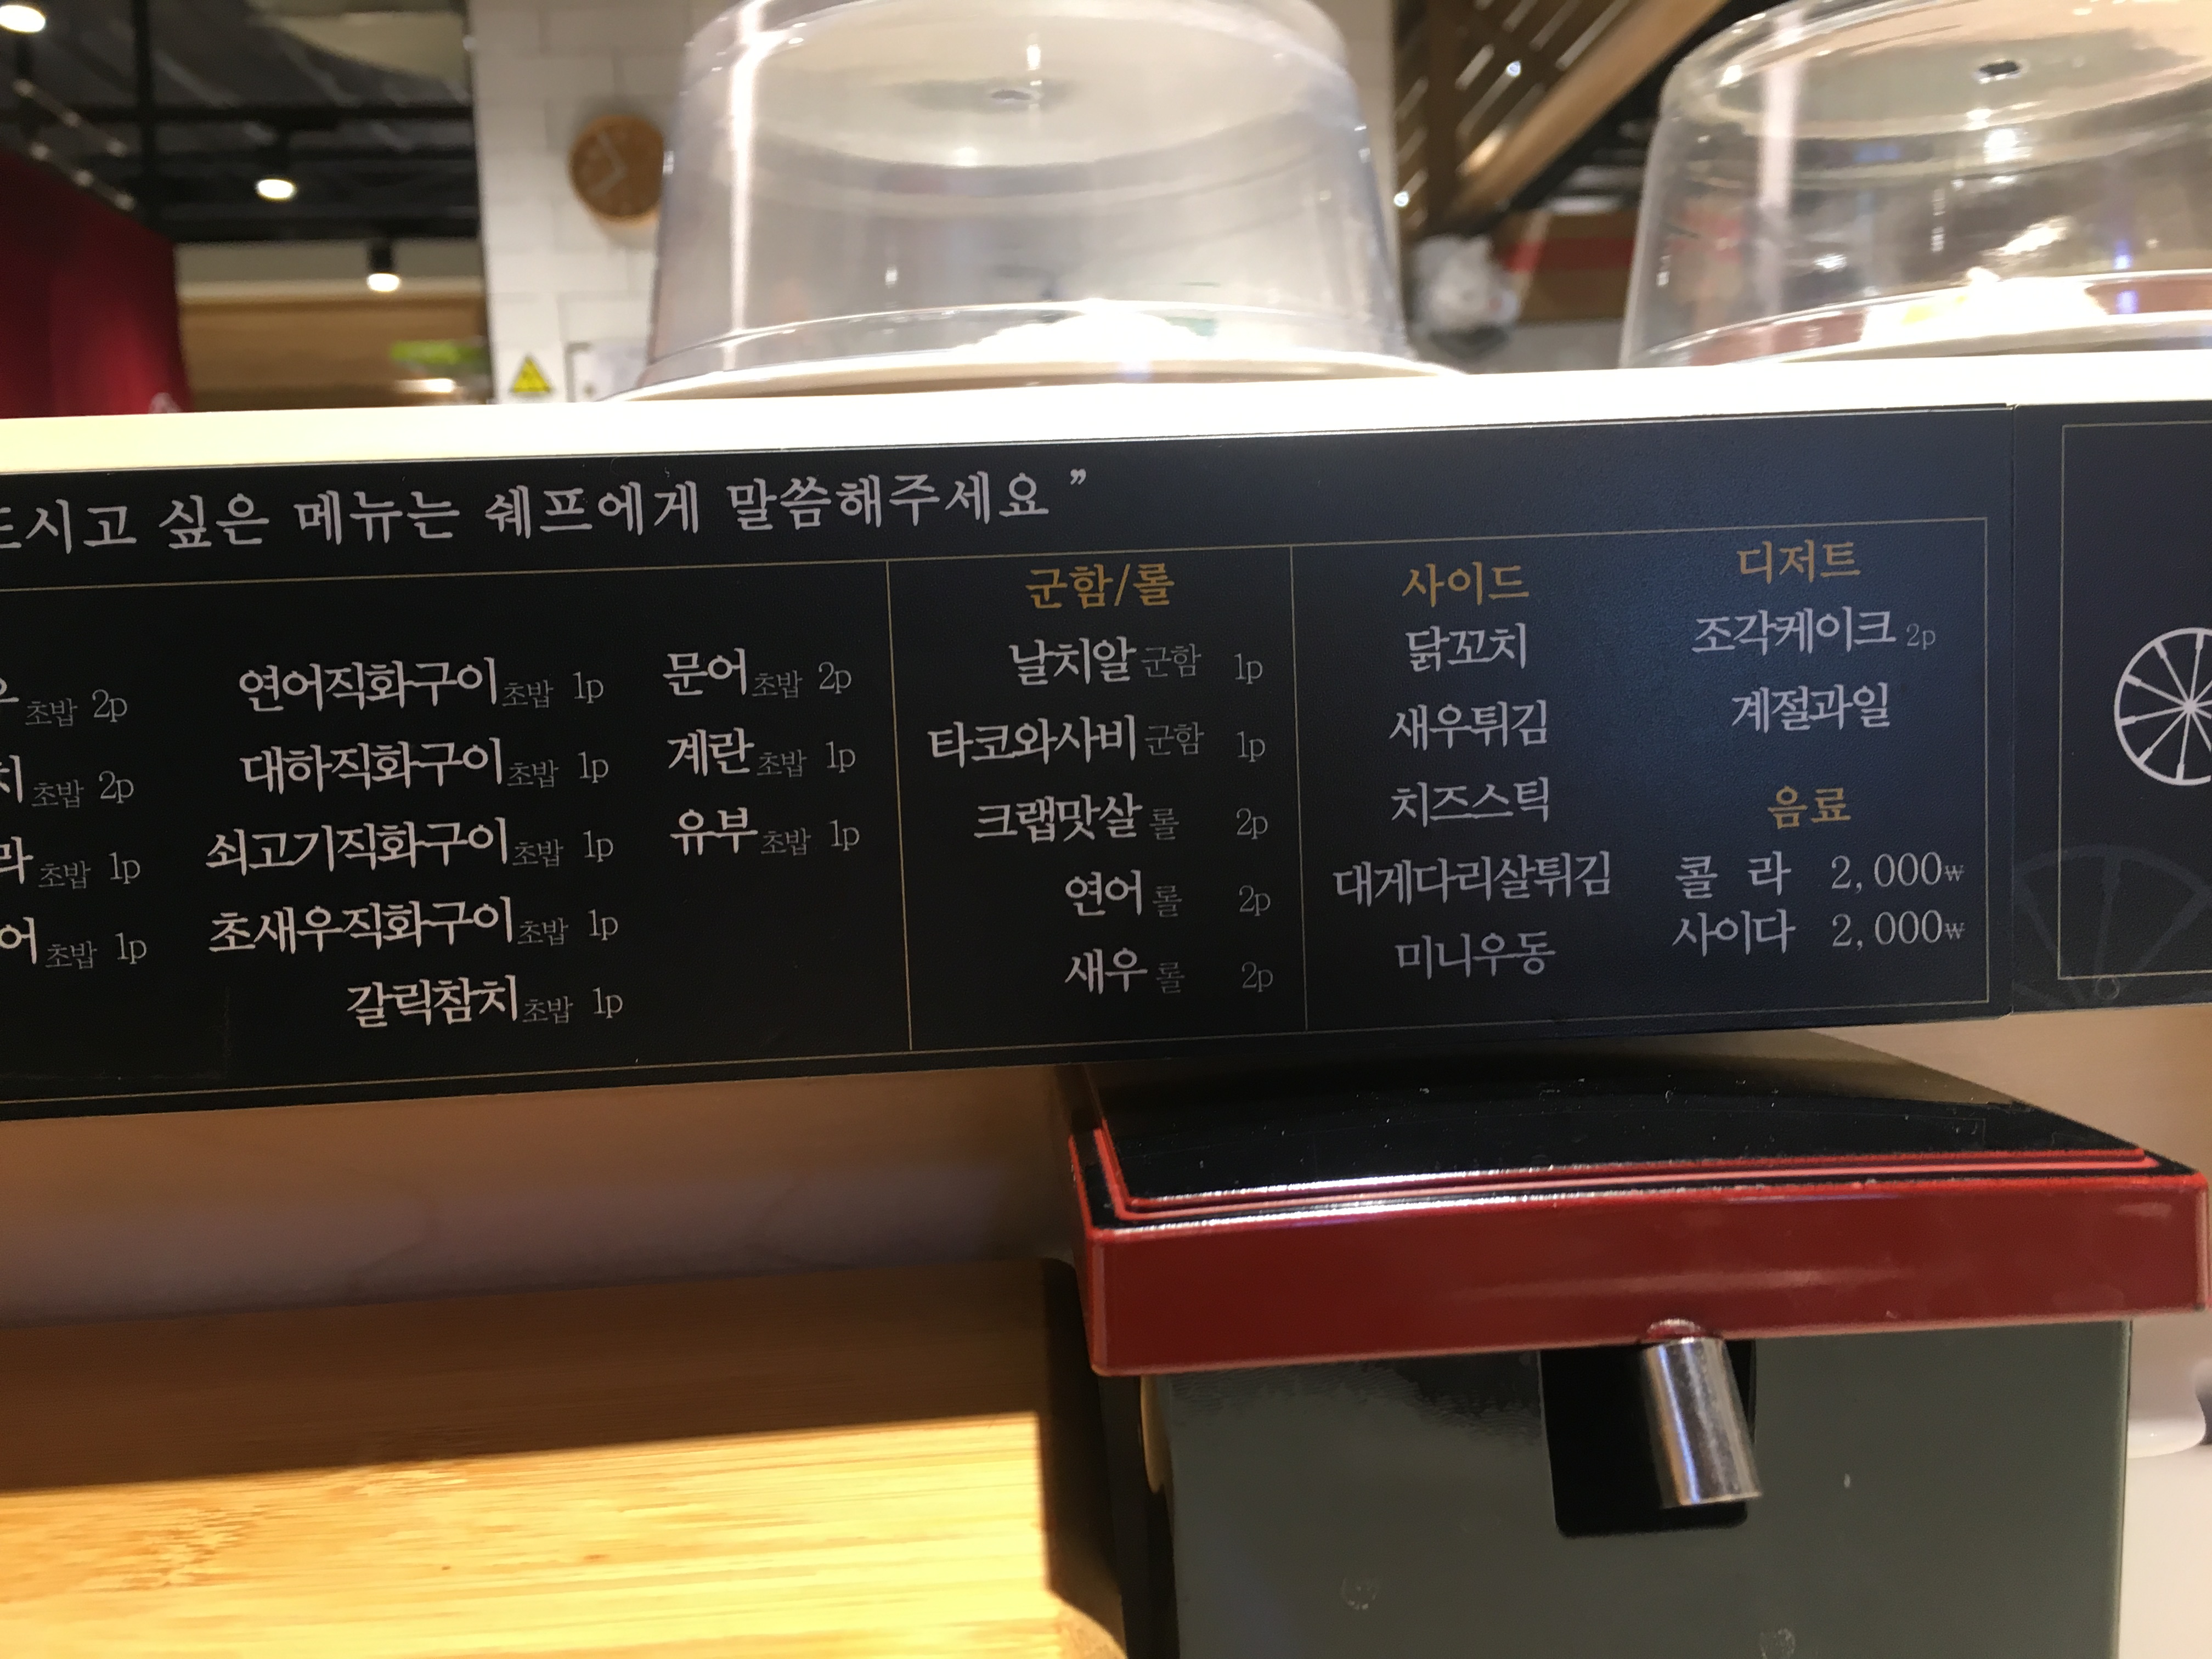 드시고 싶은 메뉴는 쉐프에게 말씀해주세요 ”
초밥 2p
초밥 2p
초밥 1p
초밥 1p
연어직화구이 초밥 1p
대하직화구이 초밥 1p
쇠고기직화구이 초밥 1p
초새우직화구이 초밥 1p
갈릭참치 초밥 1p
문어 초밥 2p
계란 초밥 1p
유부 초밥 1p
군함/롤
날치알 군함 1p
타코와사비 군함 1p
크랩맛살 롤 2p
연어 롤 2p
새우 롤 2p
사이드
닭꼬치
새우튀김
치즈스틱
대게다리살튀김
미니우동
디저트
조각케이크 2p
계절과일
음료
콜 라 2,000₩
사이다 2,000₩